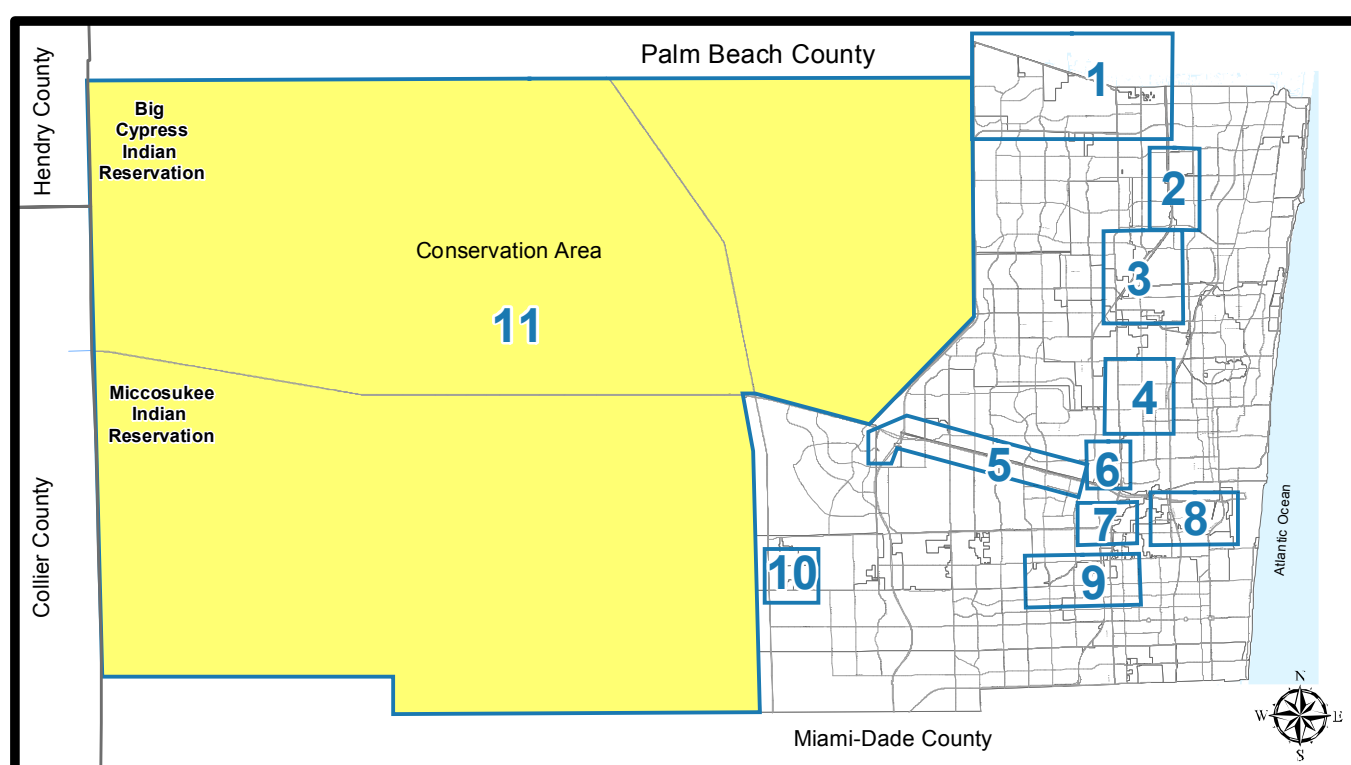 Palm Beach County
Hendry County
Big
Cypress
Indian
Reservation
1
2
Conservation Area
3
11
Miccosukee
Indian
Reservation
4
5
6
Collier County
7
8
Atlantic Ocean
10
9
N
W
E
S
Miami-Dade County